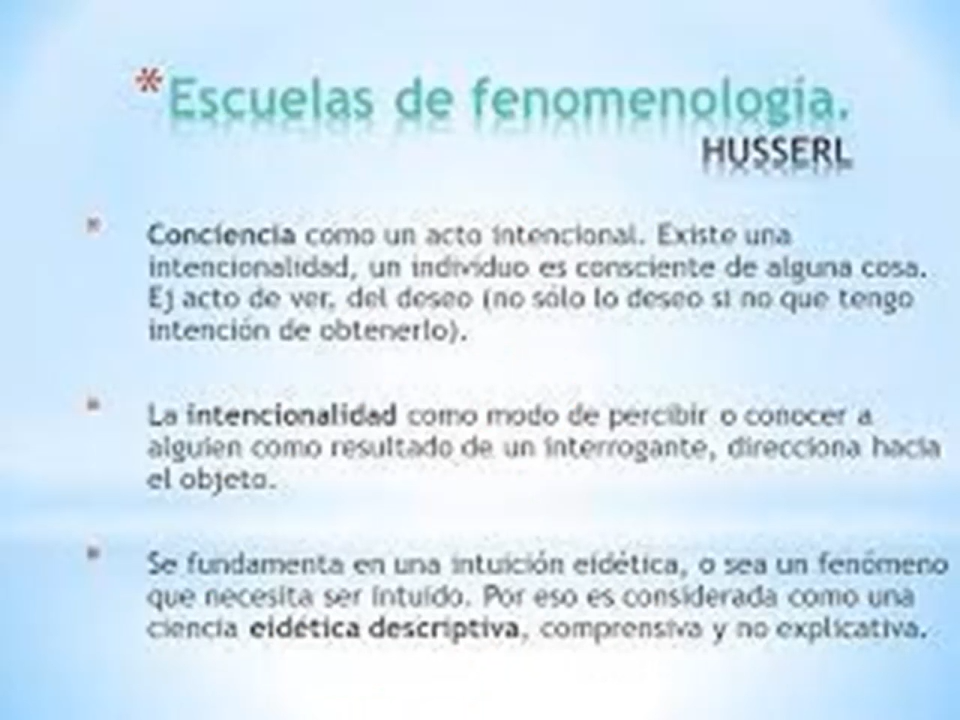 * Escuelas de fenomenología.
HUSSERL
* Conciencia como un acto intencional. Existe una
intencionalidad, un individuo es consciente de alguna cosa.
Ej acto de ver, del deseo (no sólo lo deseo si no que tengo
intención de obtenerlo).
* La intencionalidad como modo de percibir o conocer a
alguien como resultado de un interrogante, direcciona hacia
el objeto.
* Se fundamenta en una intuición eidética, o sea un fenómeno
que necesita ser intuido. Por eso es considerada como una
ciencia eidética descriptiva, comprensiva y no explicativa.